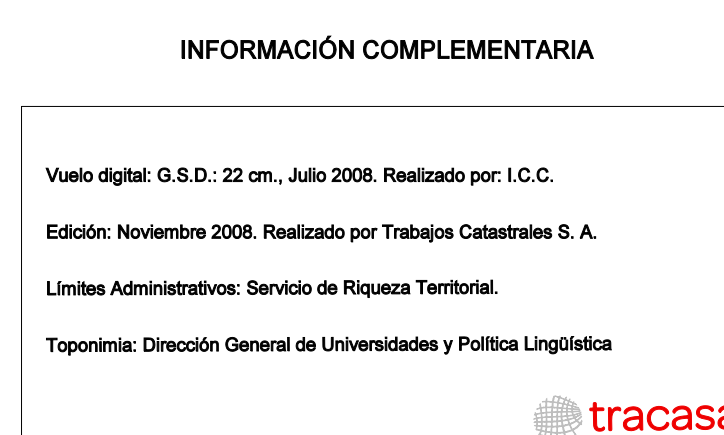 INFORMACIÓN COMPLEMENTARIA
Vuelo digital: G.S.D.: 22 cm., Julio 2008. Realizado por: I.C.C.
Edición: Noviembre 2008. Realizado por Trabajos Catastrales S. A.
Límites Administrativos: Servicio de Riqueza Territorial.
Toponimia: Dirección General de Universidades y Política Lingüística
tracasa